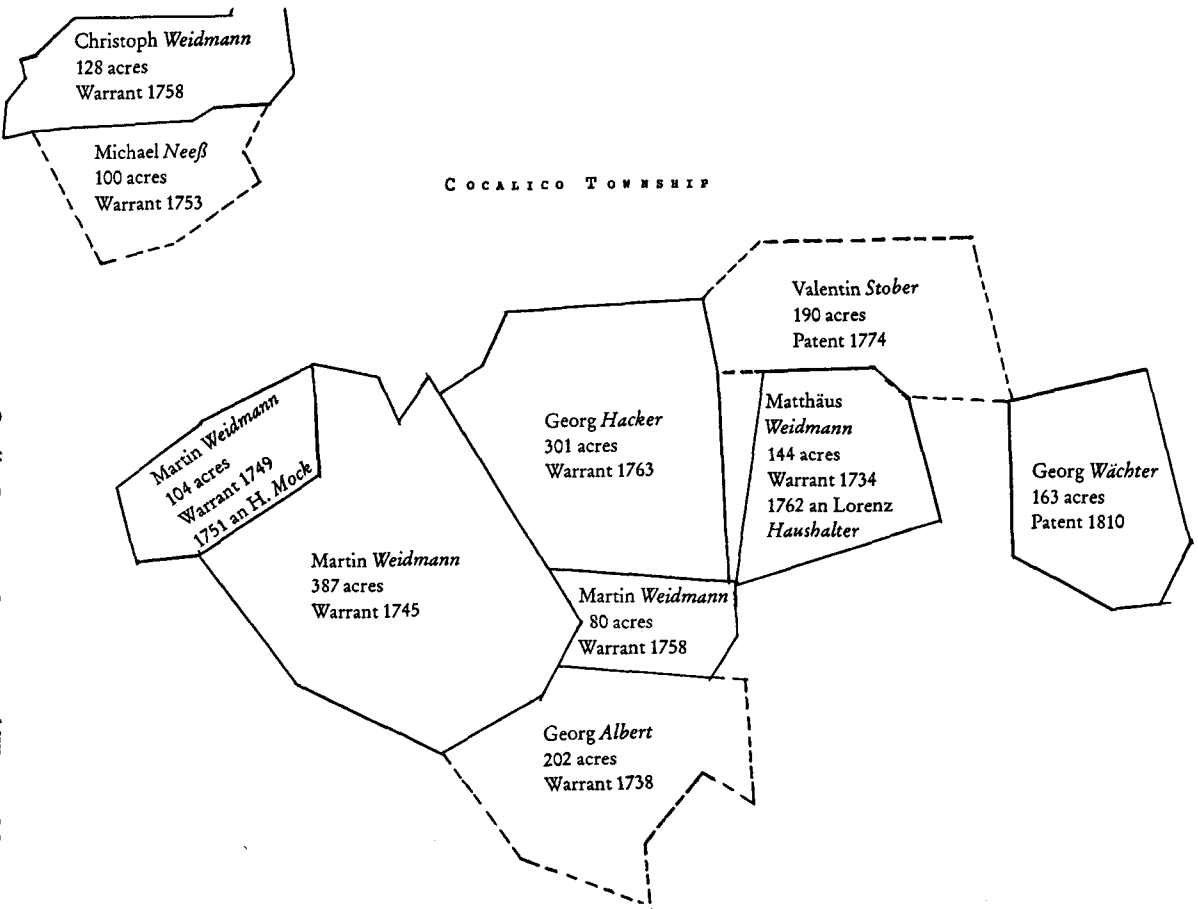 Christoph Weidmann
128 acres
Warrant 1758
Michael Neeß
100 acres
Warrant 1753
COCALICO TOWNSHIP
Valentin Stober
190 acres
Patent 1774
Martin Weidmann
104 acres
Warrant 1749
1751 an H. Mock
Georg Hacker
301 acres
Warrant 1763
Matthäus
Weidmann
144 acres
Warrant 1734
1762 an Lorenz
Haushalter
Georg Wächter
163 acres
Patent 1810
Martin Weidmann
387 acres
Warrant 1745
Martin Weidmann
80 acres
Warrant 1758
Georg Albert
202 acres
Warrant 1738